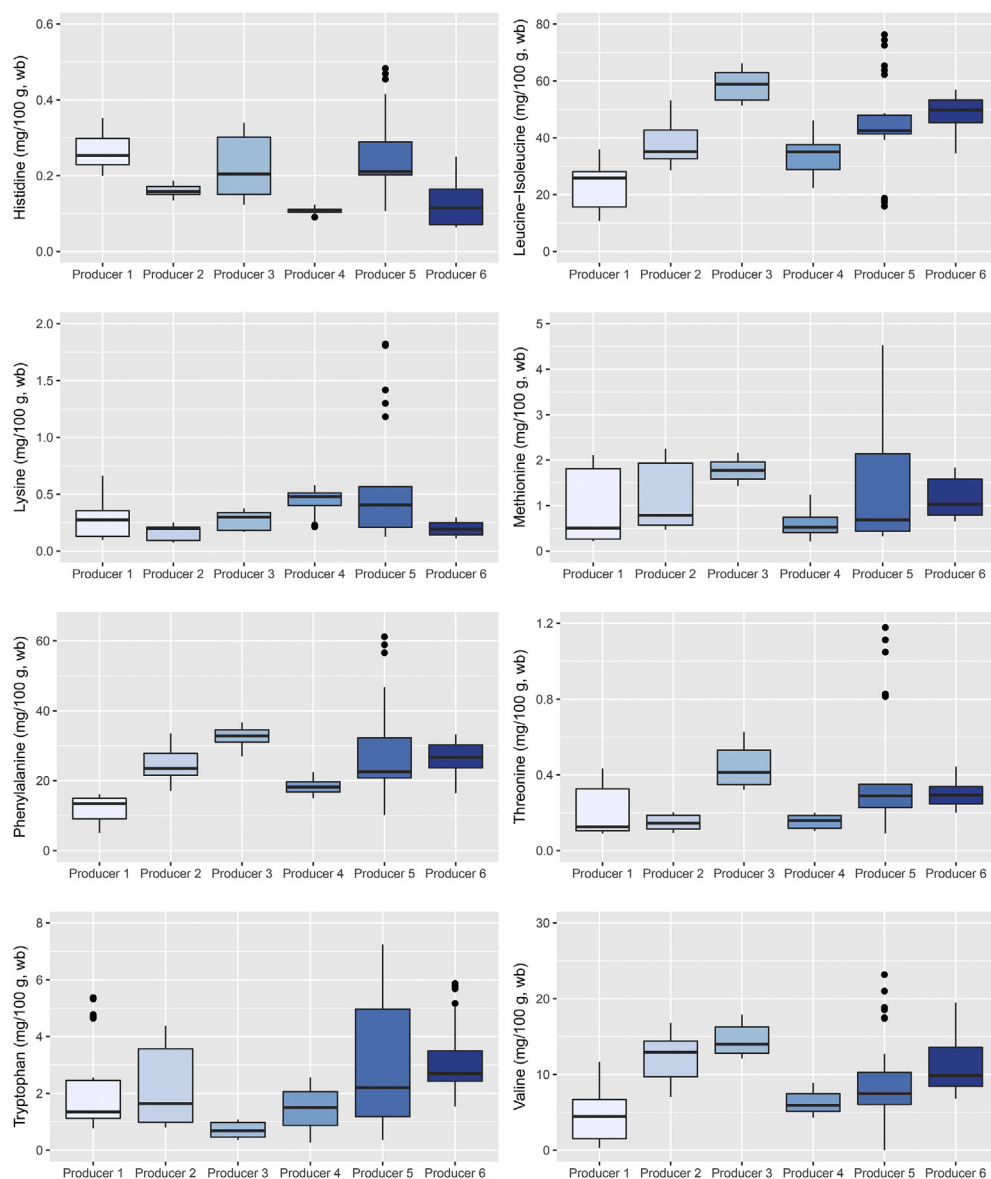 Histidine (mg/100 g, wb)
0.6
0.4
0.2
0.0
Producer 1 Producer 2 Producer 3 Producer 4 Producer 5 Producer 6
Leucine−Isoleucine (mg/100 g, wb)
80
60
40
20
0
Producer 1 Producer 2 Producer 3 Producer 4 Producer 5 Producer 6
Lysine (mg/100 g, wb)
2.0
1.5
1.0
0.5
0.0
Producer 1 Producer 2 Producer 3 Producer 4 Producer 5 Producer 6
Methionine (mg/100 g, wb)
5
4
3
2
1
0
Producer 1 Producer 2 Producer 3 Producer 4 Producer 5 Producer 6
Phenylalanine (mg/100 g, wb)
60
40
20
0
Producer 1 Producer 2 Producer 3 Producer 4 Producer 5 Producer 6
Threonine (mg/100 g, wb)
1.2
0.8
0.4
0.0
Producer 1 Producer 2 Producer 3 Producer 4 Producer 5 Producer 6
Tryptophan (mg/100 g, wb)
8
6
4
2
0
Producer 1 Producer 2 Producer 3 Producer 4 Producer 5 Producer 6
Valine (mg/100 g, wb)
30
20
10
0
Producer 1 Producer 2 Producer 3 Producer 4 Producer 5 Producer 6